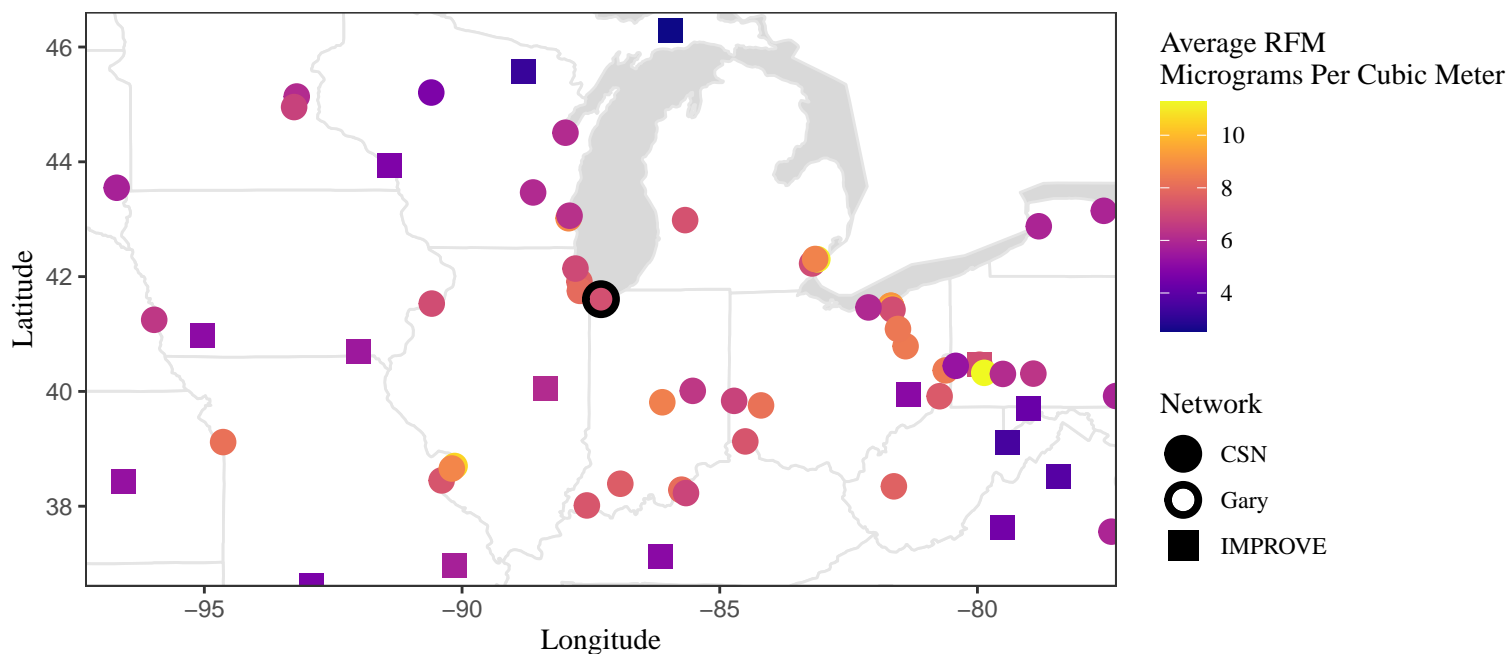 Average RFM
Micrograms Per Cubic Meter
10
8
6
4
Network
CSN
Gary
IMPROVE
Latitude
46
44
42
40
38
−95
−90
−85
−80
Longitude